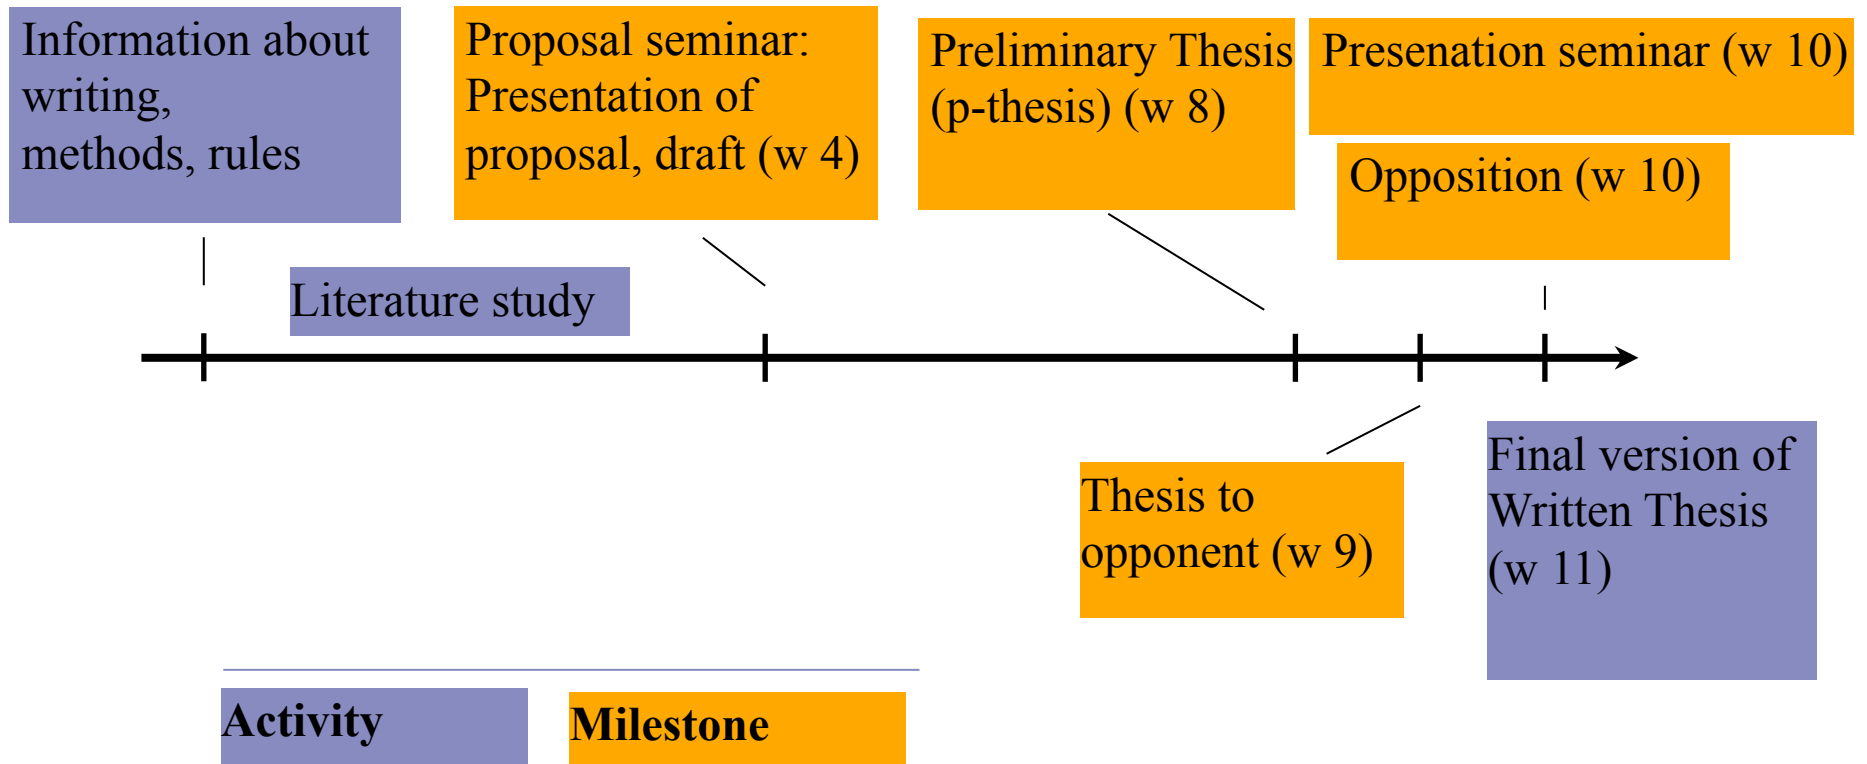 Information about
writing,
methods, rules
Proposal seminar:
Presentation of
proposal, draft (w 4)
Preliminary Thesis
(p-thesis) (w 8)
Presenation seminar (w 10)
Opposition (w 10)
Literature study
Thesis to
opponent (w 9)
Final version of
Written Thesis
(w 11)
Activity
Milestone